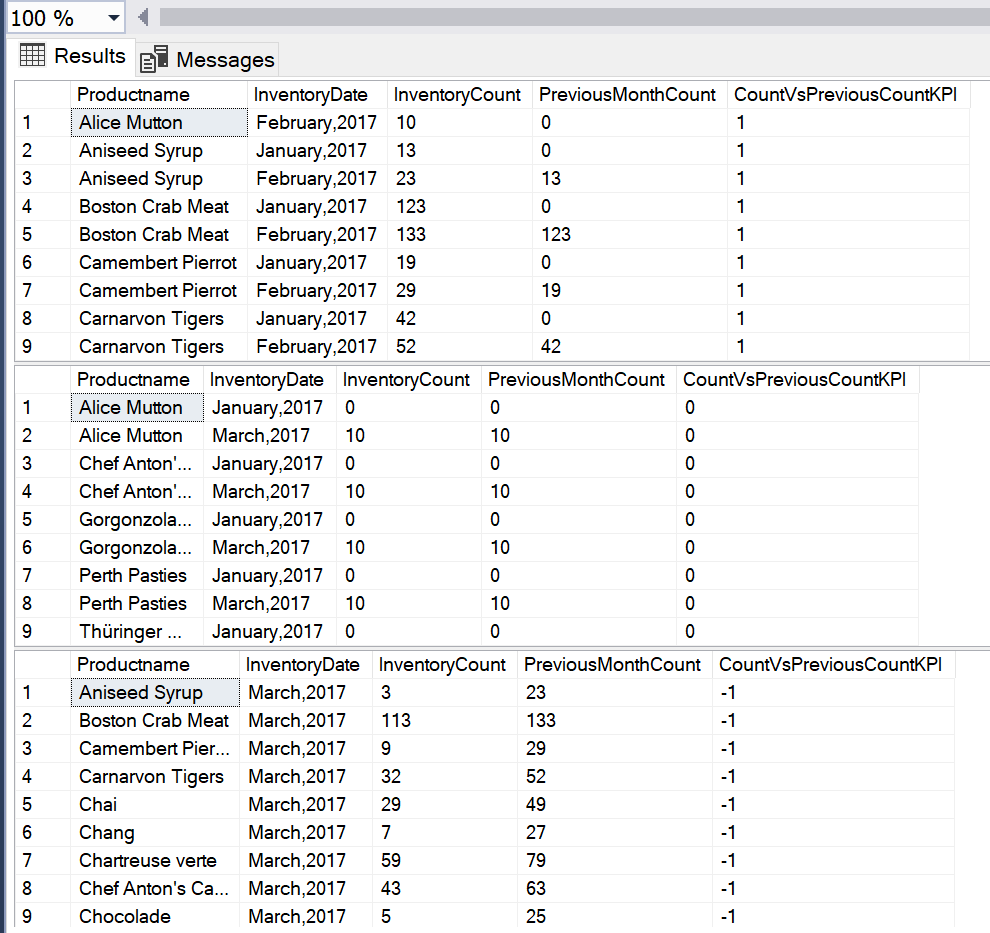 100 %
Results Messages
Productname InventoryDate InventoryCount PreviousMonthCount CountVsPreviousCountKPI
1 Alice Mutton February,2017 10 0 1
2 Aniseed Syrup January,2017 13 0 1
3 Aniseed Syrup February,2017 23 13 1
4 Boston Crab Meat January,2017 123 0 1
5 Boston Crab Meat February,2017 133 123 1
6 Camembert Pierrot January,2017 19 0 1
7 Camembert Pierrot February,2017 29 19 1
8 Carnarvon Tigers January,2017 42 0 1
9 Carnarvon Tigers February,2017 52 42 1
Productname InventoryDate InventoryCount PreviousMonthCount CountVsPreviousCountKPI
1 Alice Mutton January,2017 0 0 0
2 Alice Mutton March,2017 10 10 0
3 Chef Anton'... January,2017 0 0 0
4 Chef Anton'... March,2017 10 10 0
5 Gorgonzola... January,2017 0 0 0
6 Gorgonzola... March,2017 10 10 0
7 Perth Pasties January,2017 0 0 0
8 Perth Pasties March,2017 10 10 0
9 Thüringer ... January,2017 0 0 0
Productname InventoryDate InventoryCount PreviousMonthCount CountVsPreviousCountKPI
1 Aniseed Syrup March,2017 3 23 -1
2 Boston Crab Meat March,2017 113 133 -1
3 Camembert Pier... March,2017 9 29 -1
4 Carnarvon Tigers March,2017 32 52 -1
5 Chai March,2017 29 49 -1
6 Chang March,2017 7 27 -1
7 Chartreuse verte March,2017 59 79 -1
8 Chef Anton's Ca... March,2017 43 63 -1
9 Chocolade March,2017 5 25 -1